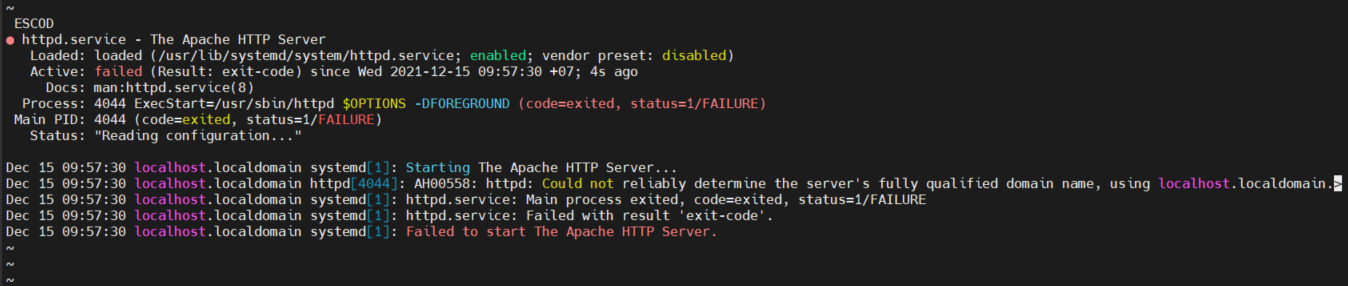 ~
ESCOD
● httpd.service - The Apache HTTP Server
Loaded: loaded (/usr/lib/systemd/system/httpd.service; enabled; vendor preset: disabled)
Active: failed (Result: exit-code) since Wed 2021-12-15 09:57:30 +07; 4s ago
Docs: man:httpd.service(8)
Process: 4044 ExecStart=/usr/sbin/httpd $OPTIONS -DFOREGROUND (code=exited, status=1/FAILURE)
Main PID: 4044 (code=exited, status=1/FAILURE)
Status: "Reading configuration..."
Dec 15 09:57:30 localhost.localdomain systemd[1]: Starting The Apache HTTP Server...
Dec 15 09:57:30 localhost.localdomain httpd[4044]: AH00558: httpd: Could not reliably determine the server's fully qualified domain name, using localhost.localdomain.>
Dec 15 09:57:30 localhost.localdomain systemd[1]: httpd.service: Main process exited, code=exited, status=1/FAILURE
Dec 15 09:57:30 localhost.localdomain systemd[1]: httpd.service: Failed with result 'exit-code'.
Dec 15 09:57:30 localhost.localdomain systemd[1]: Failed to start The Apache HTTP Server.
~
~
~